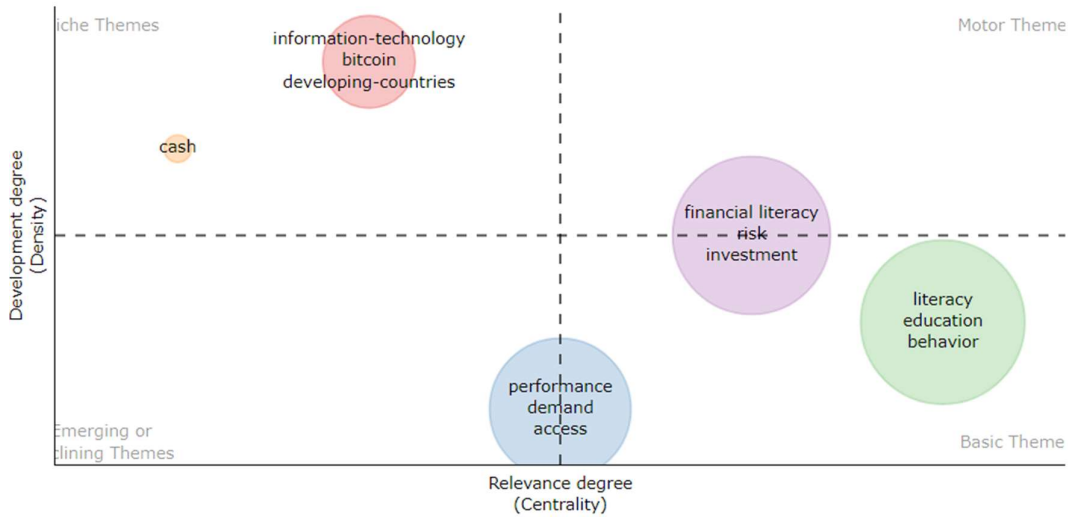 iche Themes
Motor Theme
information-technology
bitcoin
developing-countries
cash
financial literacy
risk
investment
literacy
education
behavior
performance
demand
access
Emerging or
clining Themes
Basic Theme
Development degree
(Density)
Relevance degree
(Centrality)